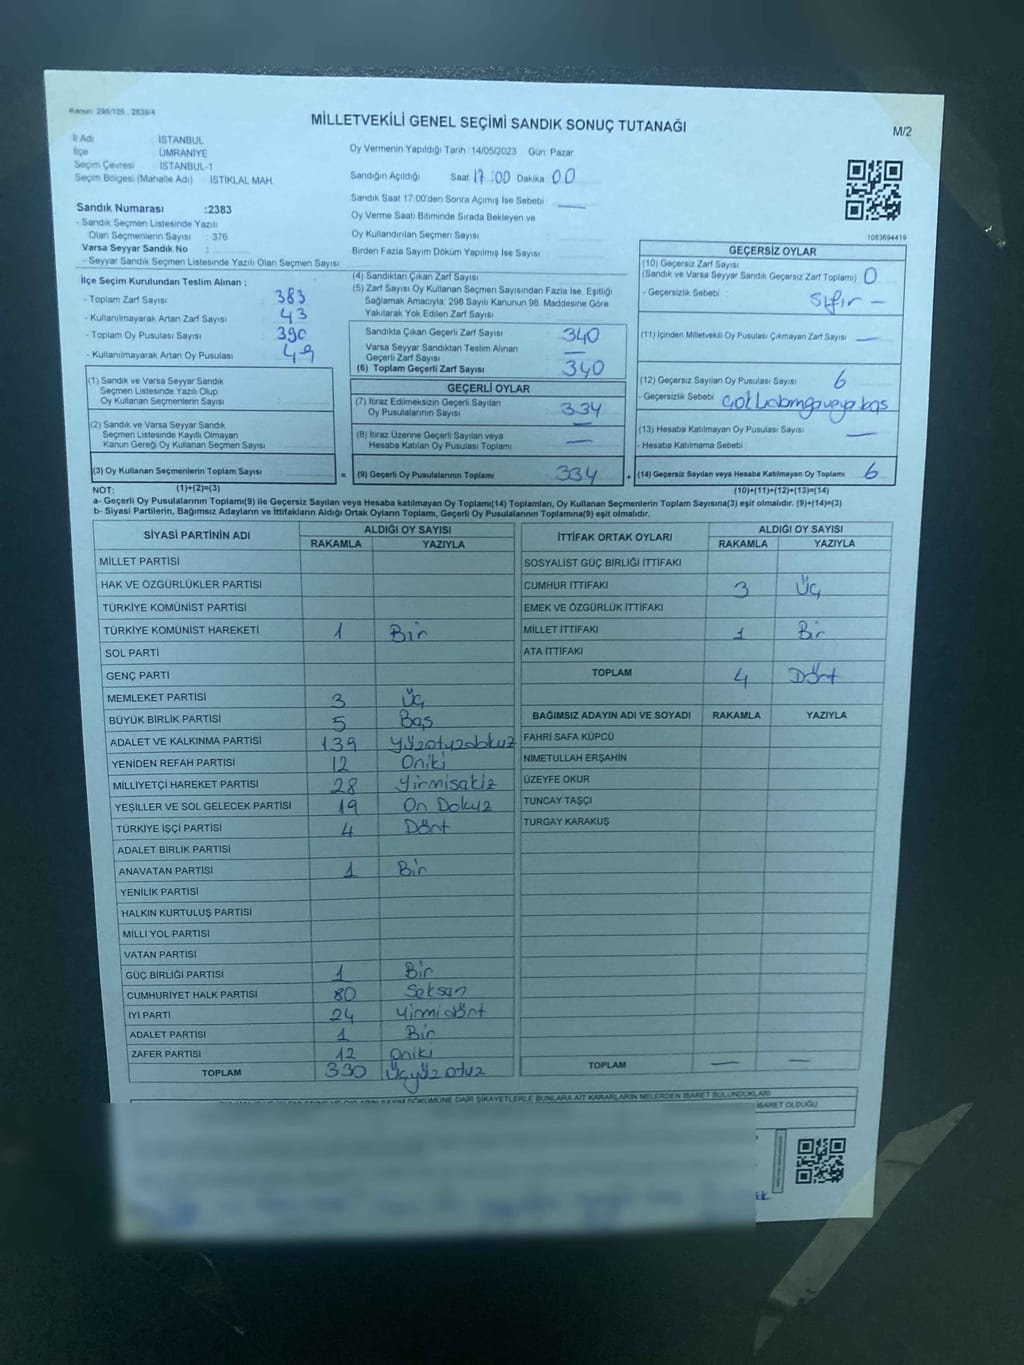 Kanun: 298/105 , 2839/4
MİLLETVEKİLİ GENEL SEÇİMİ SANDIK SONUÇ TUTANAĞI
M/2
İl Adı İSTANBUL
İlçe ÜMRANİYE
Seçim Çevresi İSTANBUL-1
Seçim Bölgesi (Mahalle Adı) İSTİKLAL MAH.
Oy Vermenin Yapıldığı Tarih :14/05/2023 Gün: Pazar
Sandığın Açıldığı Saat 17:00 Dakika 00
Sandık Saat 17:00'den Sonra Açımış İse Sebebi —
Oy Verme Saati Bitiminde Sırada Bekleyen ve
Oy Kullandırılan Seçmen Sayısı :
Birden Fazla Sayım Döküm Yapılmış İse Sayısı :
1083694419
Sandık Numarası :2383
- Sandık Seçmen Listesinde Yazılı
Olan Seçmenlerin Sayısı : 376
Varsa Seyyar Sandık No :
- Seyyar Sandık Seçmen Listesinde Yazılı Olan Seçmen Sayısı :
İlçe Seçim Kurulundan Teslim Alınan ;
- Toplam Zarf Sayısı : 383
- Kullanılmayarak Artan Zarf Sayısı : 43
- Toplam Oy Pusulası Sayısı : 390
- Kullanılmayarak Artan Oy Pusulası : 49
(1) Sandık ve Varsa Seyyar Sandık
Seçmen Listesinde Yazılı Olup
Oy Kullanan Seçmenlerin Sayısı :
(2) Sandık ve Varsa Seyyar Sandık
Seçmen Listesinde Kayıtlı Olmayan
Kanun Gereği Oy Kullanan Seçmen Sayısı :
(3) Oy Kullanan Seçmenlerin Toplam Sayısı :
(1)+(2)=(3)
(4) Sandıktan Çıkan Zarf Sayısı :
(5) Zarf Sayısı Oy Kullanan Seçmen Sayısından Fazla İse, Eşitliği
Sağlamak Amacıyla; 298 Sayılı Kanunun 98. Maddesine Göre
Yakılarak Yok Edilen Zarf Sayısı :
Sandıkta Çıkan Geçerli Zarf Sayısı : 340
Varsa Seyyar Sandıktan Teslim Alınan
Geçerli Zarf Sayısı : —
(6) Toplam Geçerli Zarf Sayısı : 340
GEÇERLİ OYLAR
(7) İtiraz Edilmeksizin Geçerli Sayılan
Oy Pusulalarının Sayısı : 334
(8) İtiraz Üzerine Geçerli Sayılan veya
Hesaba Katılan Oy Pusulası Toplamı : —
= (9) Geçerli Oy Pusulalarının Toplamı : 334 +
GEÇERSİZ OYLAR
(10) Geçersiz Zarf Sayısı
(Sandık ve Varsa Seyyar Sandık Geçersiz Zarf Toplamı) : 0
- Geçersizlik Sebebi : Sıfır —
(11) İçinden Milletvekili Oy Pusulası Çıkmayan Zarf Sayısı : —
(12) Geçersiz Sayılan Oy Pusulası Sayısı : 6
- Geçersizlik Sebebi
(13) Hesaba Katılmayan Oy Pusulası Sayısı : —
- Hesaba Katılmama Sebebi :
(14) Geçersiz Sayılan veya Hesaba Katılmayan Oy Toplamı : 6
(10)+(11)+(12)+(13)=(14)
NOT:
a- Geçerli Oy Pusulalarının Toplamı(9) ile Geçersiz Sayılan veya Hesaba katılmayan Oy Toplamı(14) Toplamları, Oy Kullanan Seçmenlerin Toplam Sayısına(3) eşit olmalıdır. (9)+(14)=(3)
b- Siyasi Partilerin, Bağımsız Adayların ve İttifakların Aldığı Ortak Oyların Toplamı, Geçerli Oy Pusulalarının Toplamına(9) eşit olmalıdır.
SİYASİ PARTİNİN ADI ALDIĞI OY SAYISI
RAKAMLA YAZIYLA
MİLLET PARTİSİ
HAK VE ÖZGÜRLÜKLER PARTİSİ
TÜRKİYE KOMÜNİST PARTİSİ
TÜRKİYE KOMÜNİST HAREKETİ 1 Bir
SOL PARTİ
GENÇ PARTİ
MEMLEKET PARTİSİ 3 Üç
BÜYÜK BİRLİK PARTİSİ 5 Beş
ADALET VE KALKINMA PARTİSİ 139 Yüzotuzdokuz
YENİDEN REFAH PARTİSİ 12 Oniki
MİLLİYETÇİ HAREKET PARTİSİ 28 Yirmisekiz
YEŞİLLER VE SOL GELECEK PARTİSİ 19 On Dokuz
TÜRKİYE İŞÇİ PARTİSİ 4 Dört
ADALET BİRLİK PARTİSİ
ANAVATAN PARTİSİ 1 Bir
YENİLİK PARTİSİ
HALKIN KURTULUŞ PARTİSİ
MİLLİ YOL PARTİSİ
VATAN PARTİSİ
GÜÇ BİRLİĞİ PARTİSİ 1 Bir
CUMHURİYET HALK PARTİSİ 80 Seksen
İYİ PARTİ 24 Yirmidört
ADALET PARTİSİ 1 Bir
ZAFER PARTİSİ 12 Oniki
TOPLAM 330 Üçyüzotuz
İTTİFAK ORTAK OYLARI ALDIĞI OY SAYISI
RAKAMLA YAZIYLA
SOSYALİST GÜÇ BİRLİĞİ İTTİFAKI
CUMHUR İTTİFAKI 3 Üç
EMEK VE ÖZGÜRLÜK İTTİFAKI
MİLLET İTTİFAKI 1 Bir
ATA İTTİFAKI
TOPLAM 4 Dört
BAĞIMSIZ ADAYIN ADI VE SOYADI RAKAMLA YAZIYLA
FAHRİ SAFA KÜPCÜ
NİMETULLAH ERŞAHİN
ÜZEYFE OKUR
TUNCAY TAŞÇI
TURGAY KARAKUŞ
TOPLAM — —
DAİR ŞİKAYETLERLE BUNLARA AİT KARARLARIN NELERDEN İBARET BULUNDUKLARI
İBARET OLDUĞU